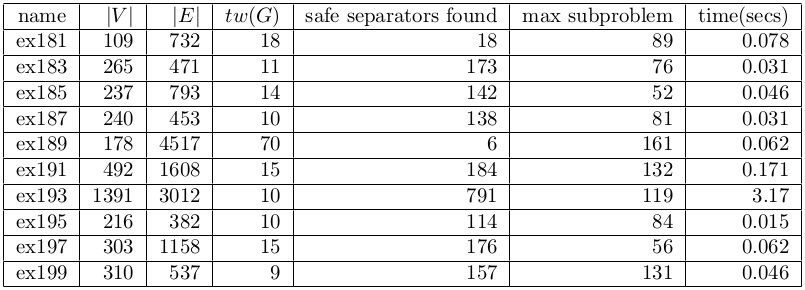 name |V| |E| tw(G) safe separators found max subproblem time(secs)
ex181 109 732 18 18 89 0.078
ex183 265 471 11 173 76 0.031
ex185 237 793 14 142 52 0.046
ex187 240 453 10 138 81 0.031
ex189 178 4517 70 6 161 0.062
ex191 492 1608 15 184 132 0.171
ex193 1391 3012 10 791 119 3.17
ex195 216 382 10 114 84 0.015
ex197 303 1158 15 176 56 0.062
ex199 310 537 9 157 131 0.046